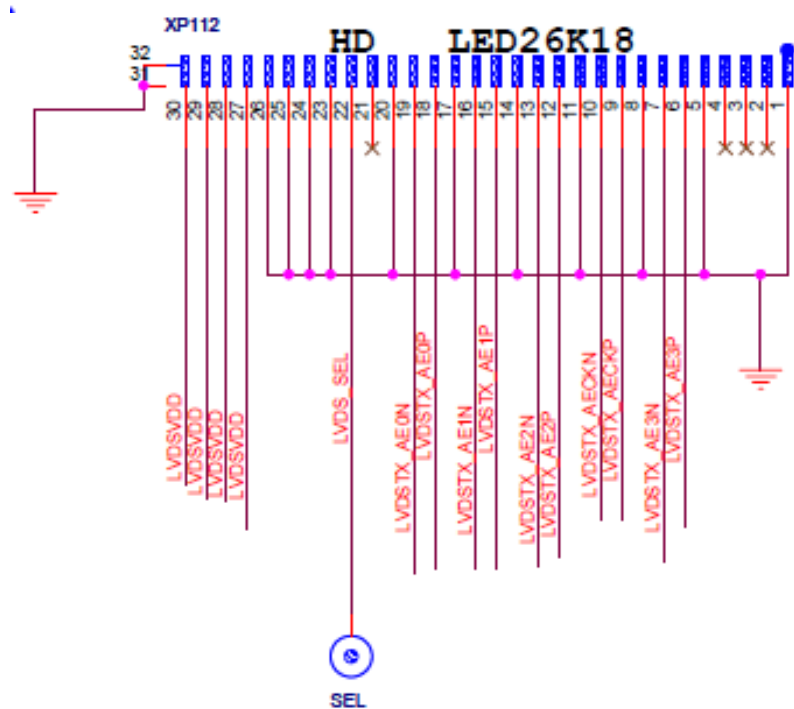 XP112
HD LED26K18
32
31
30
29
28
27
26
25
24
23
22
21
20
19
18
17
16
15
14
13
12
11
10
9
8
7
6
5
4
3
2
1
LVDSVDD
LVDSVDD
LVDSVDD
LVDSVDD
LVDS_SEL
LVDSTX_AE0N
LVDSTX_AE0P
LVDSTX_AE1N
LVDSTX_AE1P
LVDSTX_AE2N
LVDSTX_AE2P
LVDSTX_AECKN
LVDSTX_AECKP
LVDSTX_AE3N
LVDSTX_AE3P
SEL